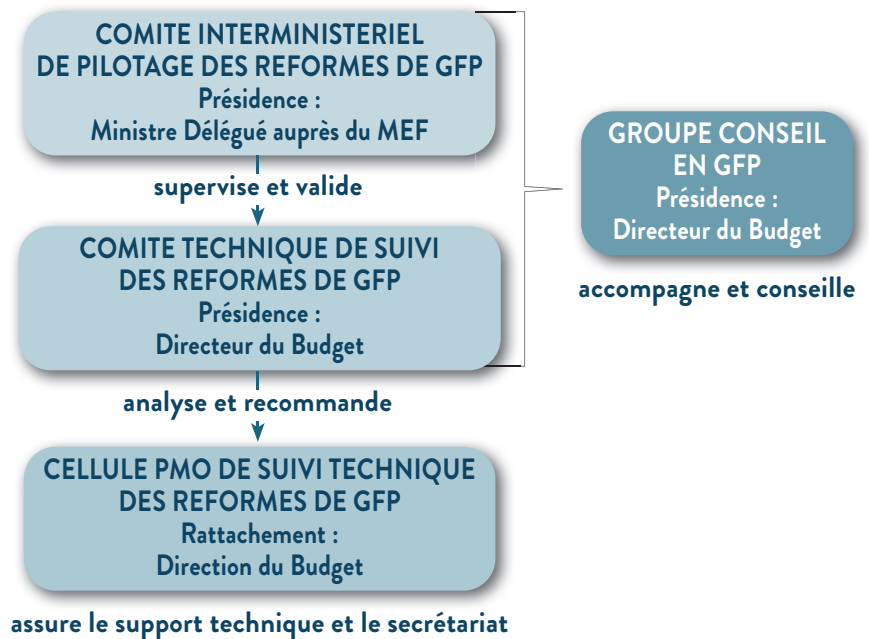 COMITE INTERMINISTERIEL
DE PILOTAGE DES REFORMES DE GFP
Présidence :
Ministre Délégué auprès du MEF
supervise et valide
COMITE TECHNIQUE DE SUIVI
DES REFORMES DE GFP
Présidence :
Directeur du Budget
analyse et recommande
CELLULE PMO DE SUIVI TECHNIQUE
DES REFORMES DE GFP
Rattachement :
Direction du Budget
assure le support technique et le secrétariat
GROUPE CONSEIL
EN GFP
Présidence :
Directeur du Budget
accompagne et conseille